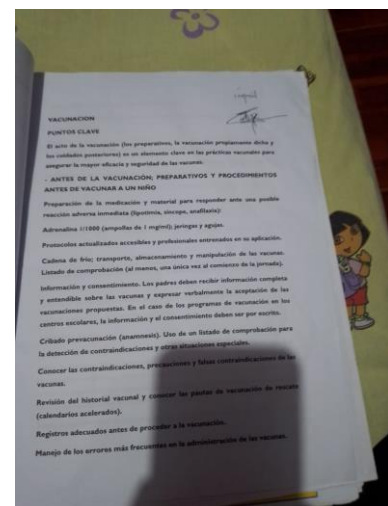 VACUNACION
PUNTOS CLAVE
El acto de la vacunación (los preparativos, la vacunación propiamente dicha y
los cuidados posteriores) es un elemento clave en las prácticas vacunales para
asegurar la mayor eficacia y seguridad de las vacunas.
- ANTES DE LA VACUNACIÓN; PREPARATIVOS Y PROCEDIMIENTOS
ANTES DE VACUNAR A UN NIÑO
Preparación de la medicación y material para responder ante una posible
reacción adversa inmediata (lipotimia, síncope, anafilaxia):
Adrenalina 1/1000 (ampollas de 1 mg/ml); jeringas y agujas.
Protocolos actualizados accesibles y profesionales entrenados en su aplicación.
Cadena de frío; transporte, almacenamiento y manipulación de las vacunas.
Listado de comprobación (al menos, una única vez al comienzo de la jornada).
Información y consentimiento. Los padres deben recibir información completa
y entendible sobre las vacunas y expresar verbalmente la aceptación de las
vacunaciones propuestas. En el caso de los programas de vacunación en los
centros escolares, la información y el consentimiento deben ser por escrito.
Cribado prevacunación (anamnesis). Uso de un listado de comprobación para
la detección de contraindicaciones y otras situaciones especiales.
Conocer las contraindicaciones, precauciones y falsas contraindicaciones de las
vacunas.
Revisión del historial vacunal y conocer las pautas de vacunación de rescate
(calendarios acelerados).
Registros adecuados antes de proceder a la vacunación.
Manejo de los errores más frecuentes en la administración de las vacunas.